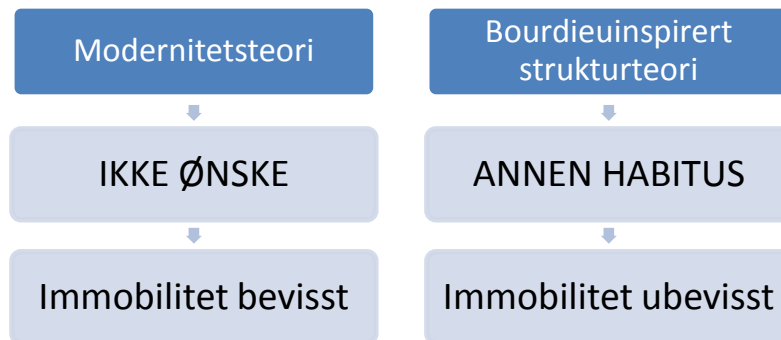 Modernitetsteori
IKKE ØNSKE
Immobilitet bevisst
Bourdieuinspirert
strukturteori
ANNEN HABITUS
Immobilitet ubevisst